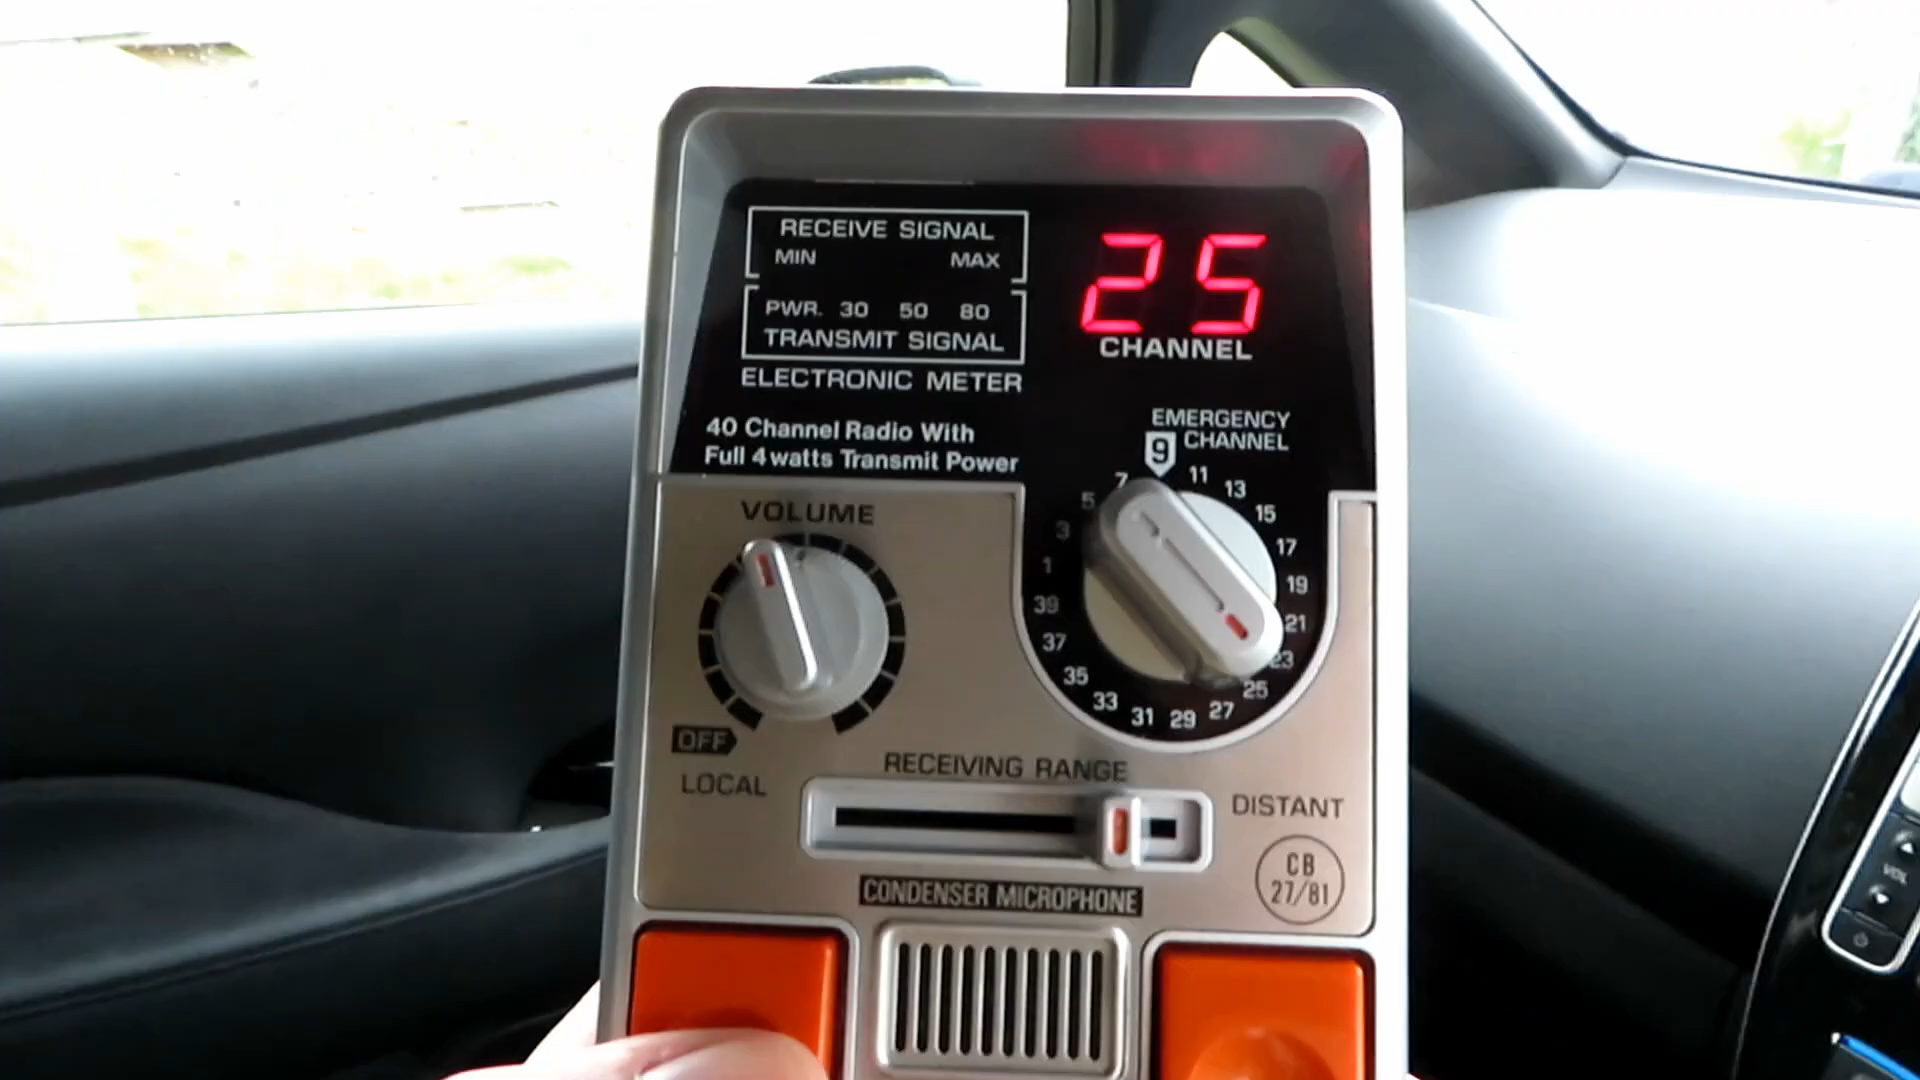 RECEIVE SIGNAL
MIN MAX
PWR. 30 50 80
TRANSMIT SIGNAL
ELECTRONIC METER
25
CHANNEL
40 Channel Radio With
Full 4 watts Transmit Power
EMERGENCY
CHANNEL
9
11
13
15
17
19
21
23
25
27
29
31
33
35
37
39
1
3
5
7
VOLUME
OFF
RECEIVING RANGE
LOCAL
DISTANT
CB
27/81
CONDENSER MICROPHONE
VOL